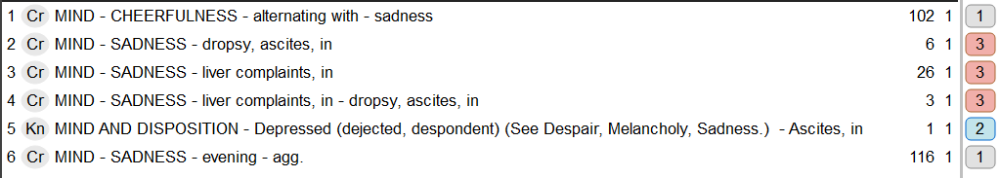 1 Cr MIND - CHEERFULNESS - alternating with - sadness 102 1 1
2 Cr MIND - SADNESS - dropsy, ascites, in 6 1 3
3 Cr MIND - SADNESS - liver complaints, in 26 1 3
4 Cr MIND - SADNESS - liver complaints, in - dropsy, ascites, in 3 1 3
5 Kn MIND AND DISPOSITION - Depressed (dejected, despondent) (See Despair, Melancholy, Sadness.) - Ascites, in 1 1 2
6 Cr MIND - SADNESS - evening - agg. 116 1 1